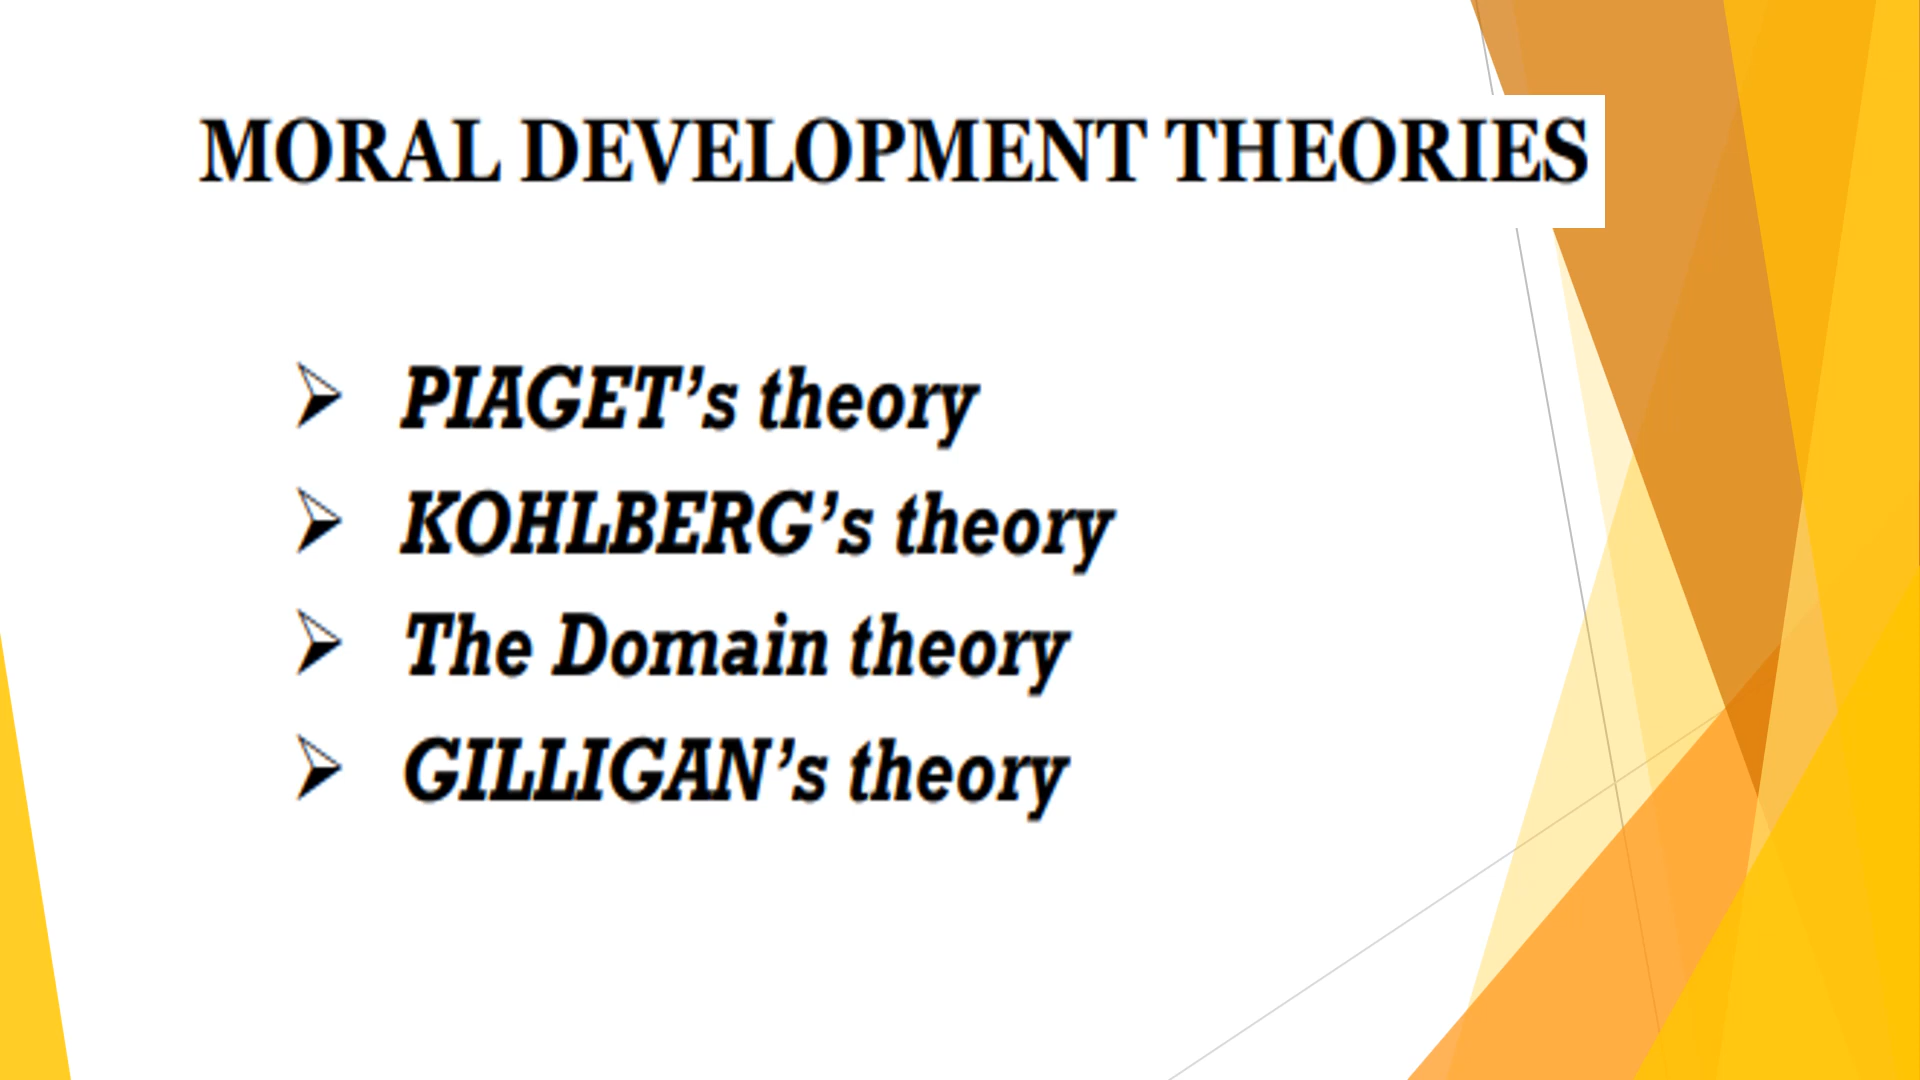 MORAL DEVELOPMENT THEORIES
➢ PIAGET’s theory
➢ KOHLBERG’s theory
➢ The Domain theory
➢ GILLIGAN’s theory